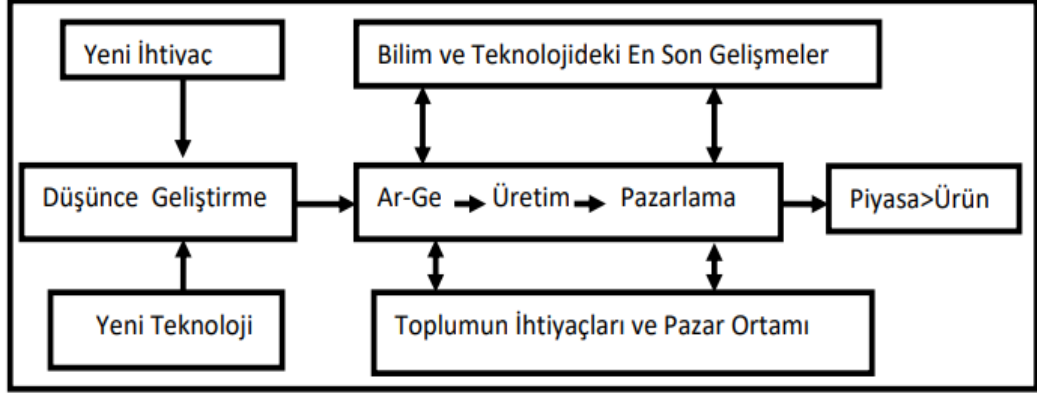 Yeni İhtiyaç
Bilim ve Teknolojideki En Son Gelişmeler
Düşünce Geliştirme
Ar-Ge Üretim Pazarlama
Piyasa>Ürün
Yeni Teknoloji
Toplumun İhtiyaçları ve Pazar Ortamı